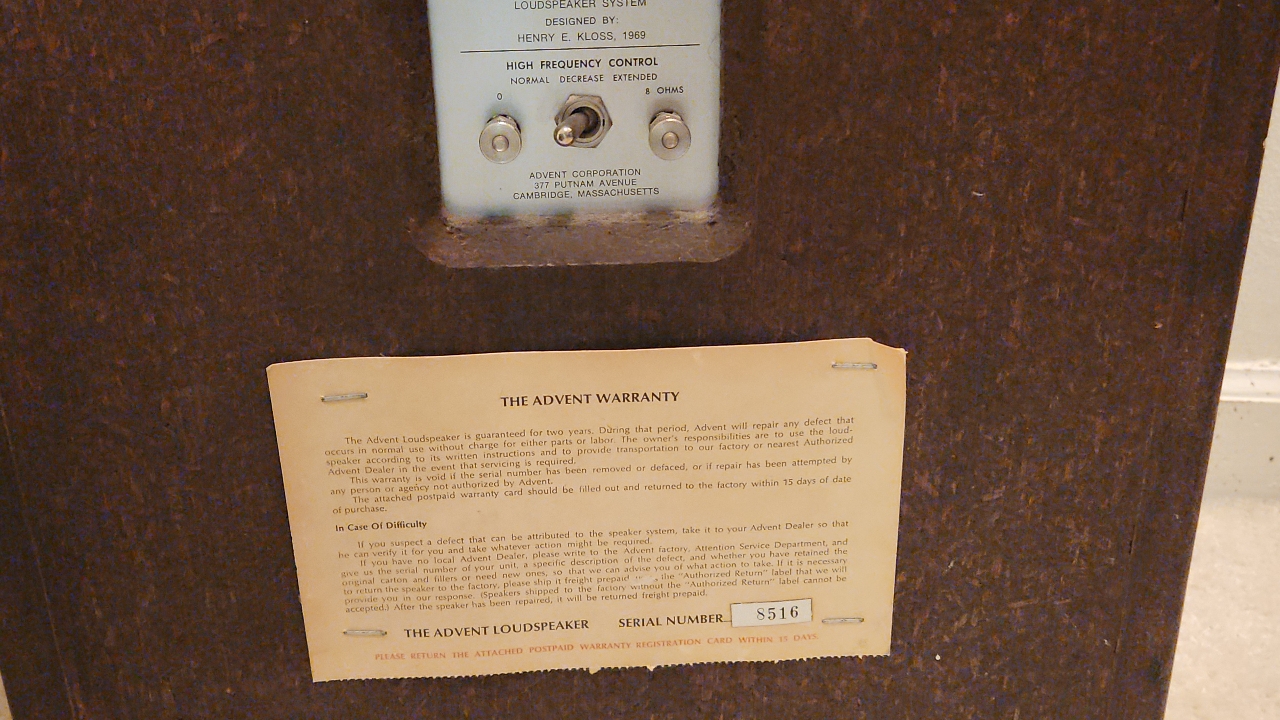 LOUDSPEAKER SYSTEM
DESIGNED BY:
HENRY E. KLOSS, 1969
HIGH FREQUENCY CONTROL
NORMAL DECREASE EXTENDED
0 8 OHMS
ADVENT CORPORATION
377 PUTNAM AVENUE
CAMBRIDGE, MASSACHUSETTS
THE ADVENT WARRANTY
The Advent Loudspeaker is guaranteed for two years. During that period, Advent will repair any defect that
occurs in normal use without charge for either parts or labor. The owner's responsibilities are to use the loud-
speaker according to its written instructions and to provide transportation to our factory or nearest Authorized
Advent Dealer in the event that servicing is required.
This warranty is void if the serial number has been removed or defaced, or if repair has been attempted by
any person or agency not authorized by Advent.
The attached postpaid warranty card should be filled out and returned to the factory within 15 days of date
of purchase.
In Case Of Difficulty
If you suspect a defect that can be attributed to the speaker system, take it to your Advent Dealer so that
he can verify it for you and take whatever action might be required.
If you have no local Advent Dealer, please write to the Advent factory, Attention Service Department, and
give us the serial number of your unit, a specific description of the defect, and whether you have retained the
original carton and fillers or need new ones, so that we can advise you of what action to take. If it is necessary
to return the speaker to the factory, please ship it freight prepaid the "Authorized Return" label that we will
provide you in our response. (Speakers shipped to the factory without the "Authorized Return" label cannot be
accepted.) After the speaker has been repaired, it will be returned freight prepaid.
THE ADVENT LOUDSPEAKER SERIAL NUMBER 8516
PLEASE RETURN THE ATTACHED POSTPAID WARRANTY REGISTRATION CARD WITHIN 15 DAYS.